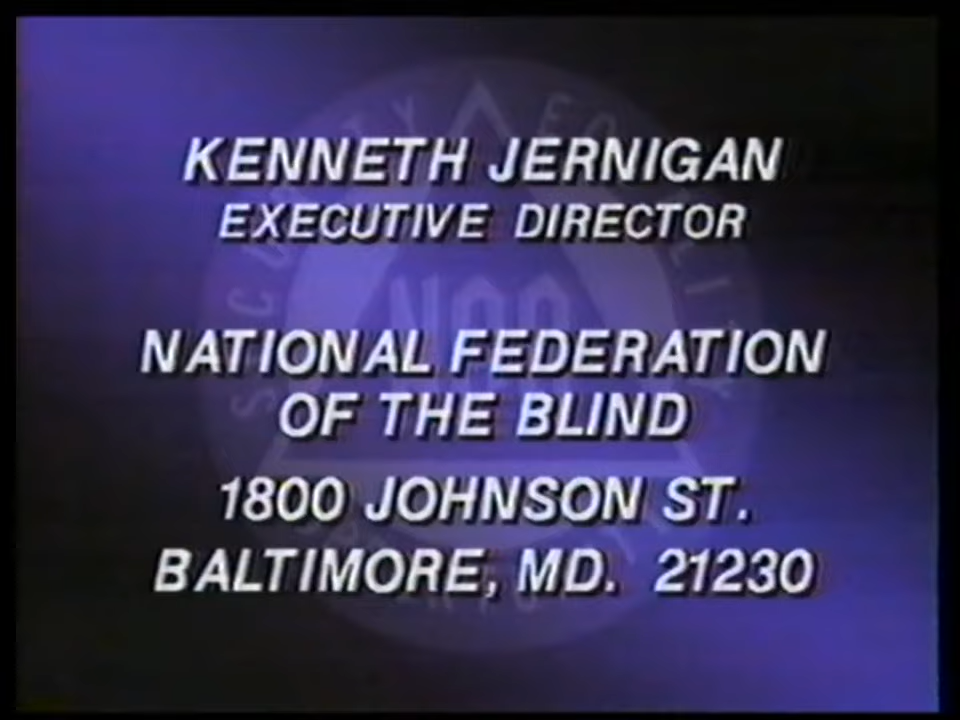 KENNETH JERNIGAN
EXECUTIVE DIRECTOR
NATIONAL FEDERATION
OF THE BLIND
1800 JOHNSON ST.
BALTIMORE, MD. 21230